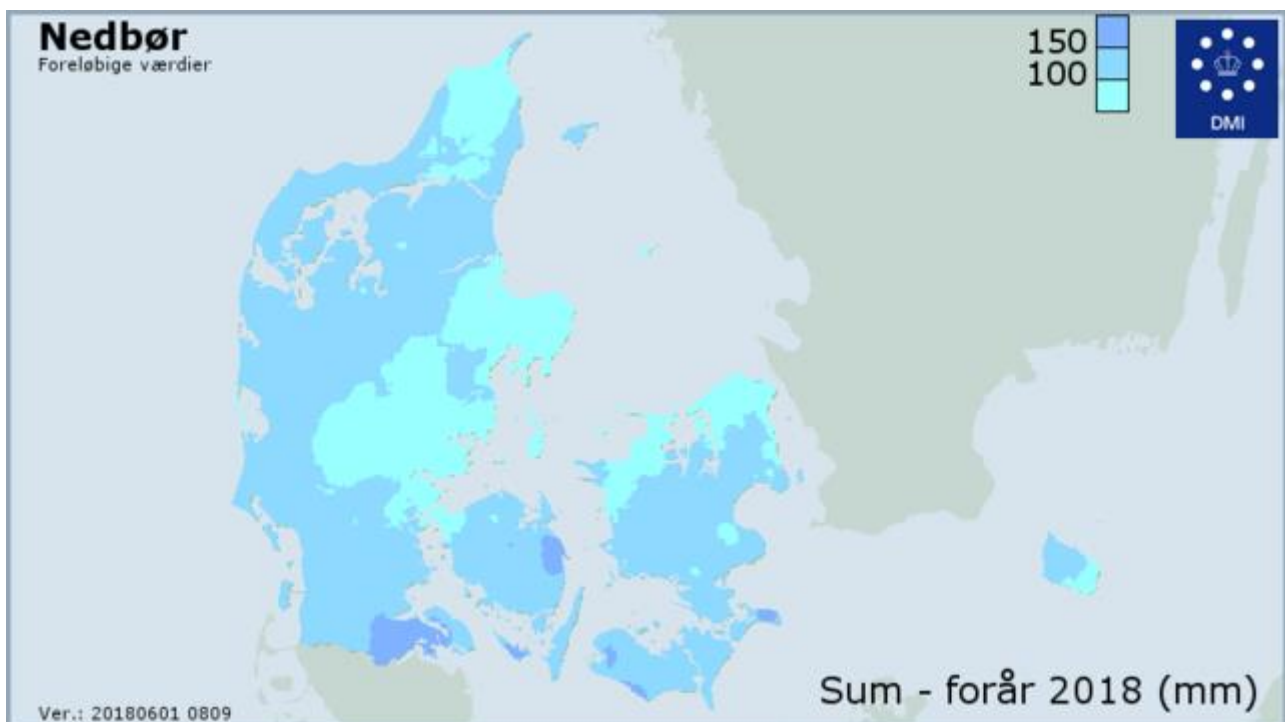 Nedbør
Foreløbige værdier
150
100
DMI
Sum - forår 2018 (mm)
Ver.: 20180601 0809